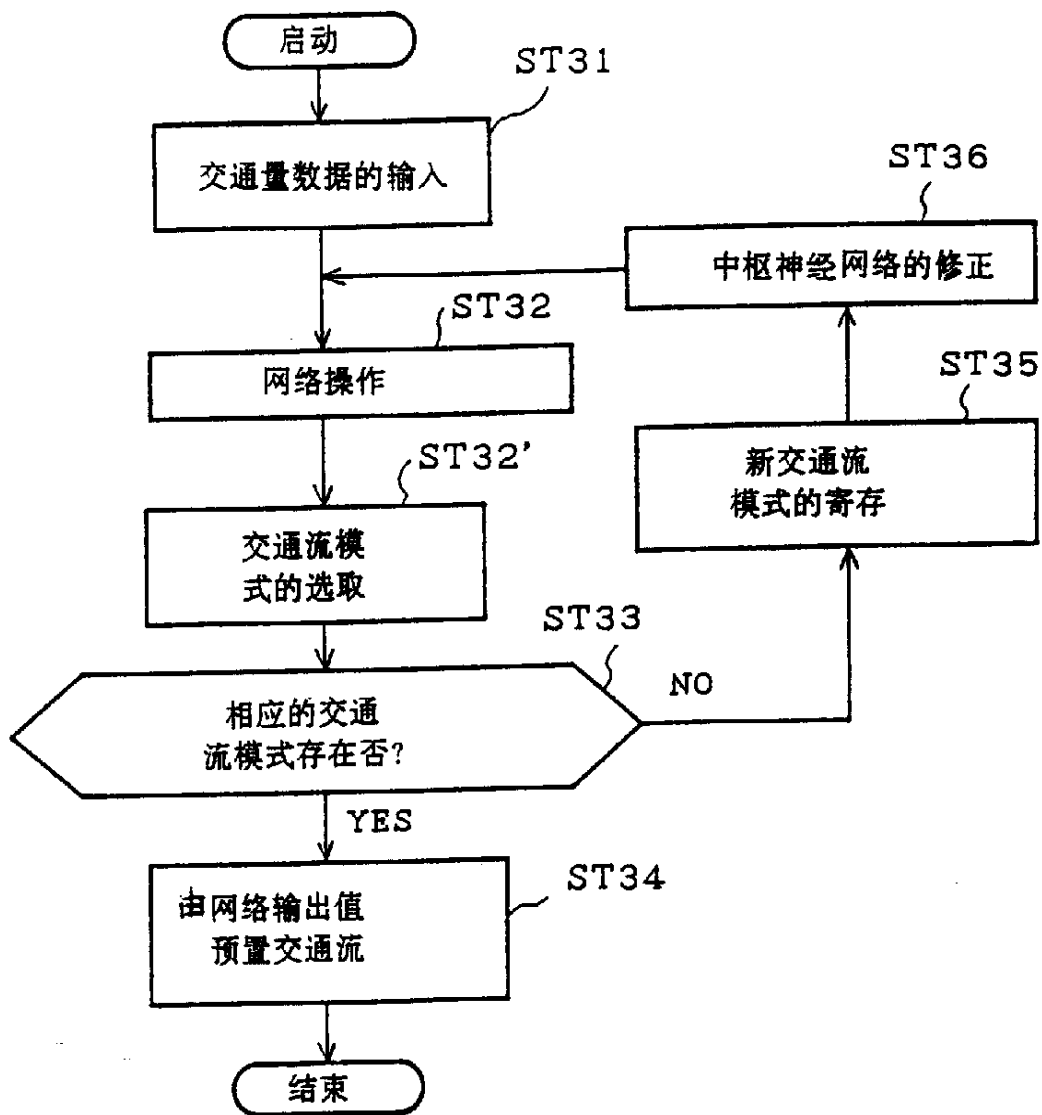 启动
ST31
交通量数据的输入
ST36
中枢神经网络的修正
ST32
网络操作
ST35
新交通流
模式的寄存
ST32'
交通流模
式的选取
ST33
NO
相应的交通
流模式存在否?
YES
ST34
由网络输出值
预置交通流
结束